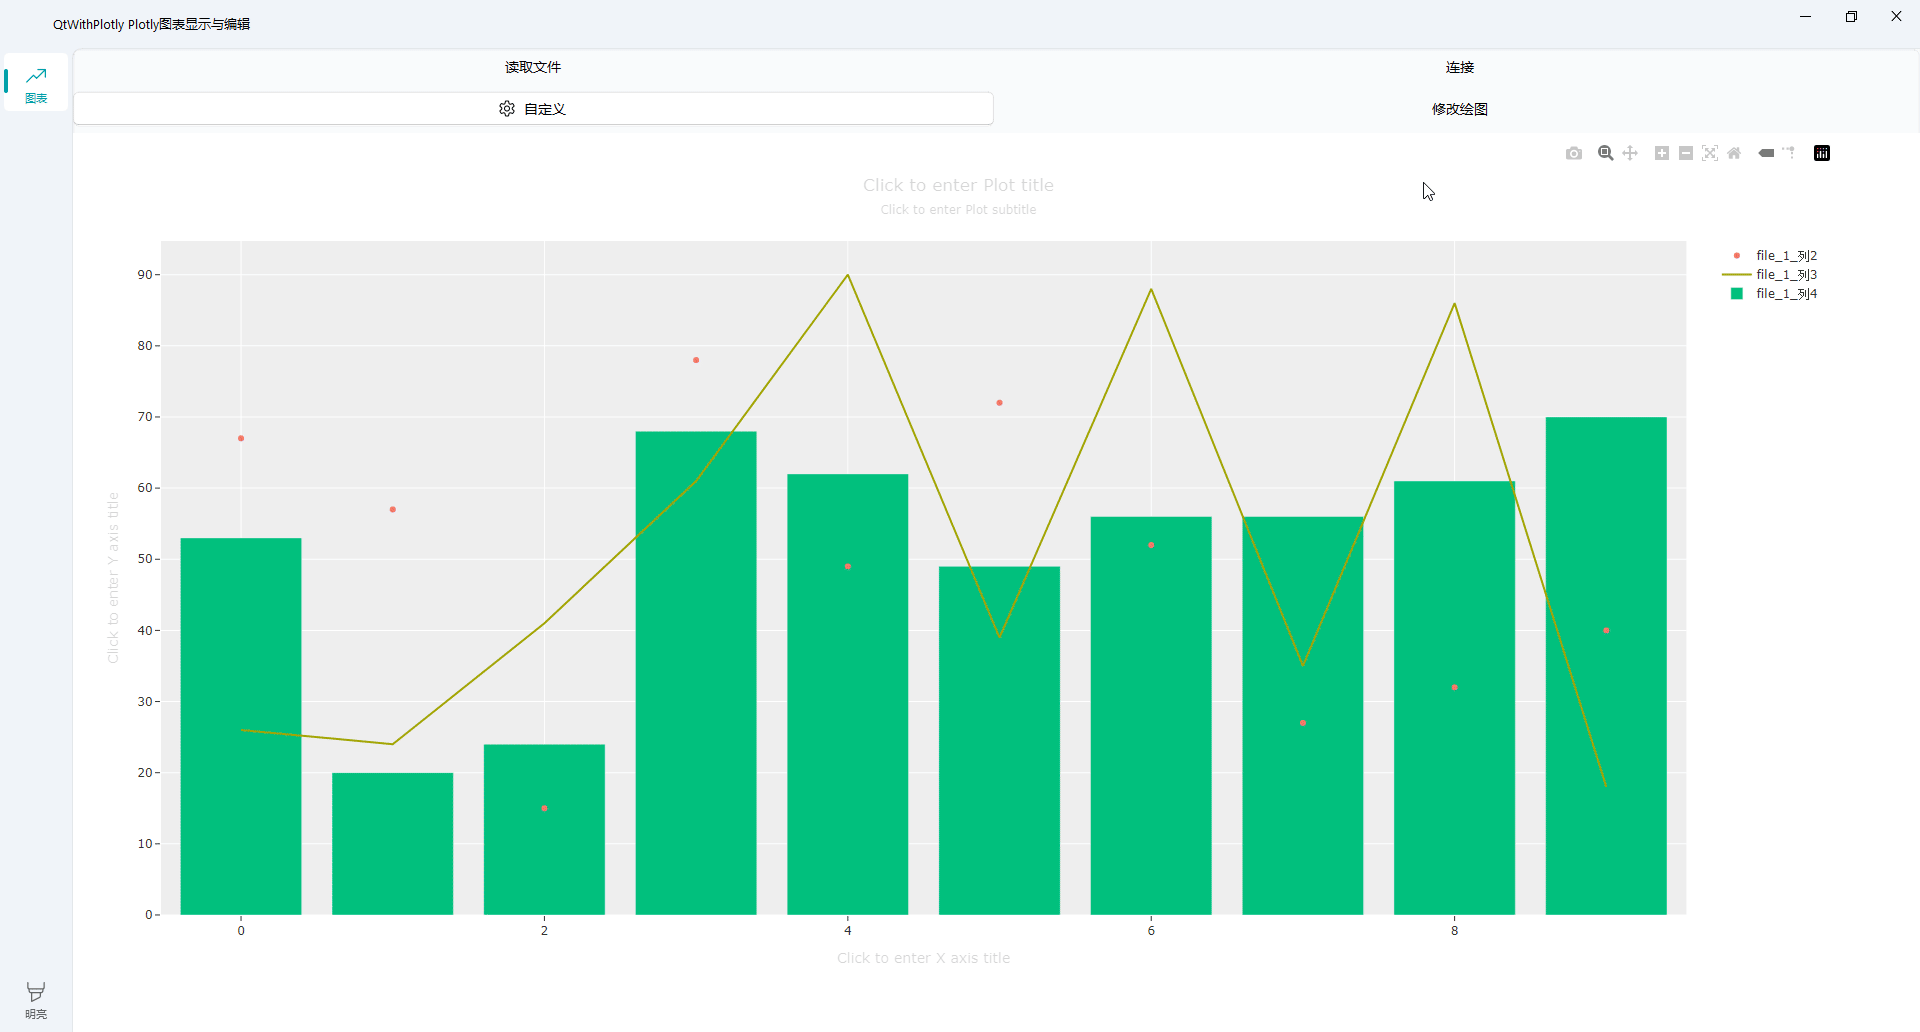 QtWithPlotly Plotly图表显示与编辑
图表
读取文件
连接
自定义
修改绘图
Click to enter Plot title
Click to enter Plot subtitle
file_1_列2
file_1_列3
file_1_列4
Click to enter Y axis title
90
80
70
60
50
40
30
20
10
0
0
2
4
6
8
Click to enter X axis title
明亮